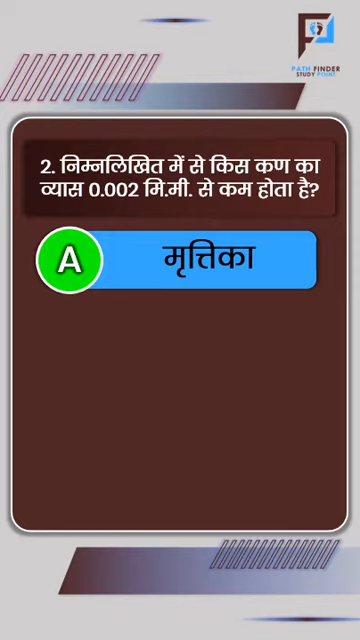 PATH FINDER
STUDY POINT
2. निम्नलिखित में से किस कण का
व्यास 0.002 मि.मी. से कम होता है?
A मृत्तिका